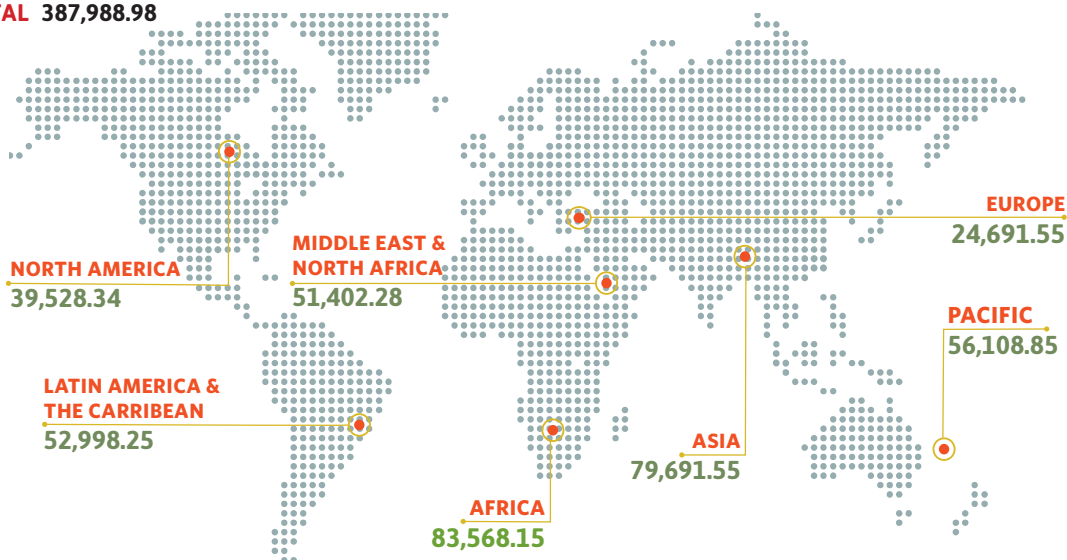 TAL 387,988.98
EUROPE
24,691.55
MIDDLE EAST &
NORTH AFRICA
51,402.28
NORTH AMERICA
39,528.34
PACIFIC
56,108.85
LATIN AMERICA &
THE CARRIBEAN
52,998.25
ASIA
79,691.55
AFRICA
83,568.15